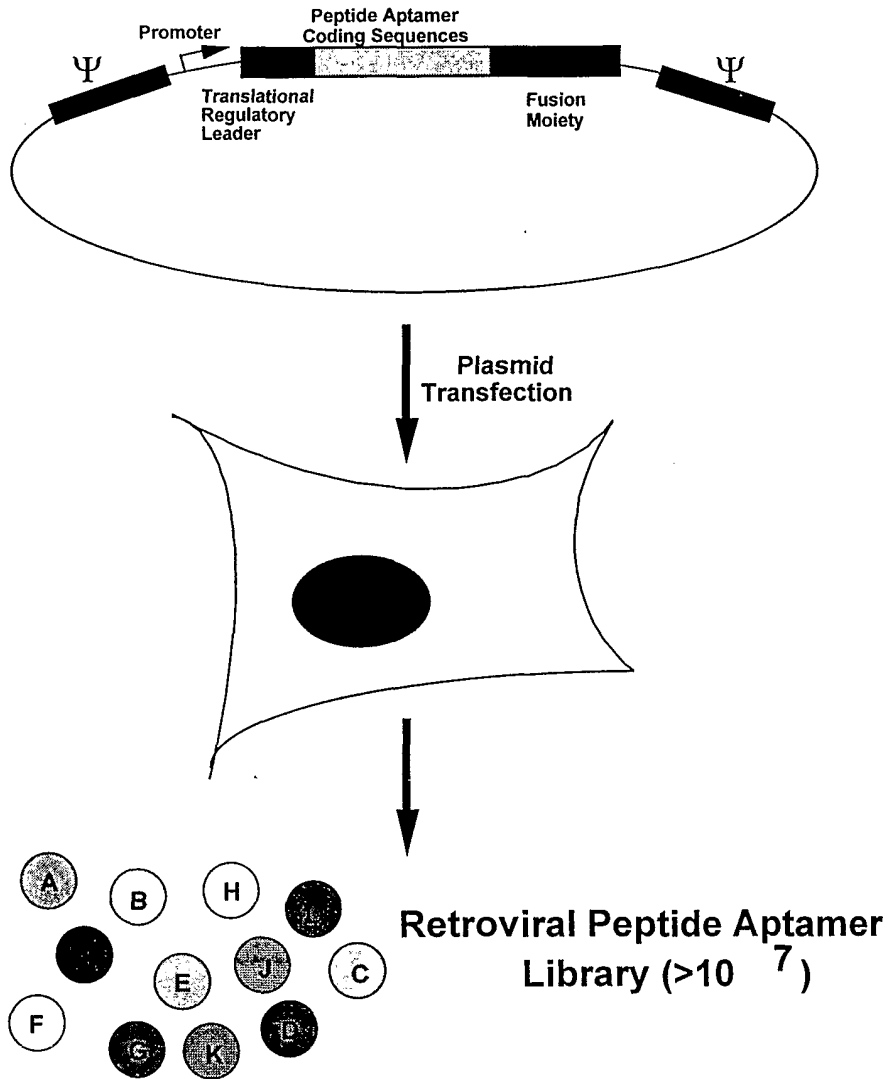 Peptide Aptamer
Coding Sequences
Promoter
Ψ
Ψ
Translational
Regulatory
Leader
Fusion
Moiety
Plasmid
Transfection
A
B
H
E
J
C
F
G
K
D
Retroviral Peptide Aptamer
Library (>10 7)